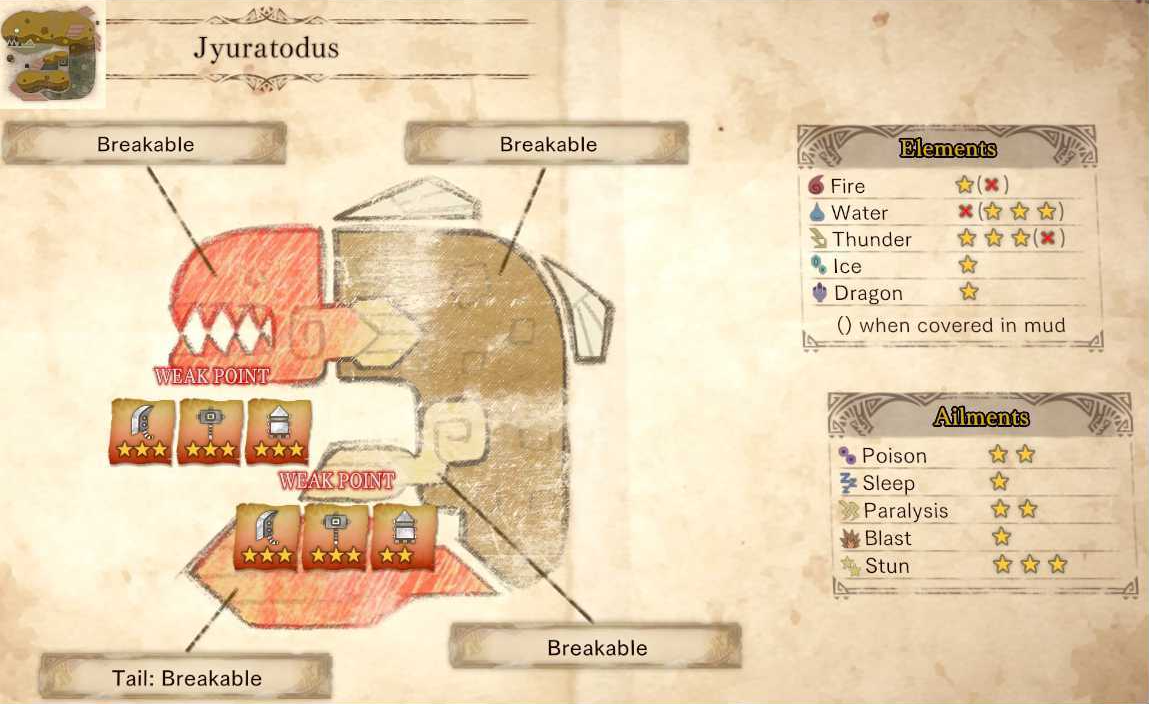 Jyuratodus
Breakable
Breakable
Elements
Fire
Water
Thunder
Ice
Dragon
() when covered in mud
WEAK POINT
WEAK POINT
Ailments
Poison
Sleep
Paralysis
Blast
Stun
Breakable
Tail: Breakable